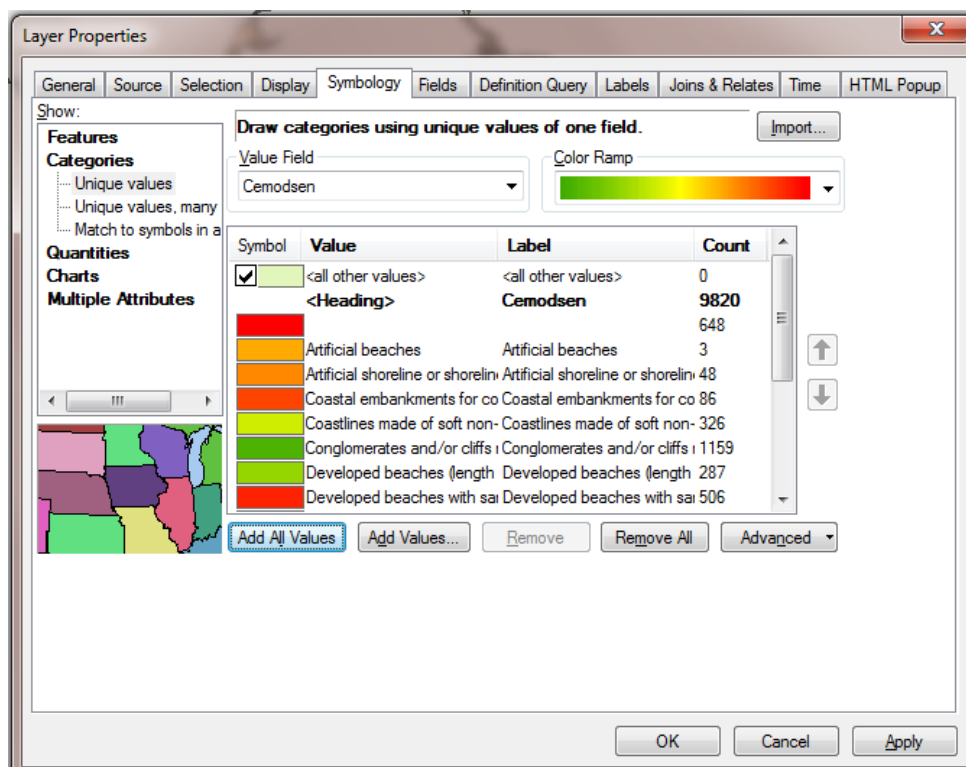 Layer Properties
General Source Selection Display Symbology Fields Definition Query Labels Joins & Relates Time HTML Popup
Show:
Features
Categories
Unique values
Unique values, many
Match to symbols in a
Quantities
Charts
Multiple Attributes
Draw categories using unique values of one field.
Import...
Value Field
Cemodsen
Color Ramp
Symbol Value Label Count
<all other values> <all other values> 0
<Heading> Cemodsen 9820
648
Artificial beaches Artificial beaches 3
Artificial shoreline or shorelin Artificial shoreline or shorelin 48
Coastal embankments for co Coastal embankments for co 86
Coastlines made of soft non- Coastlines made of soft non- 326
Conglomerates and/or cliffs Conglomerates and/or cliffs 1159
Developed beaches (length Developed beaches (length 287
Developed beaches with sa Developed beaches with sa 506
Add All Values Add Values... Remove Remove All Advanced
OK Cancel Apply